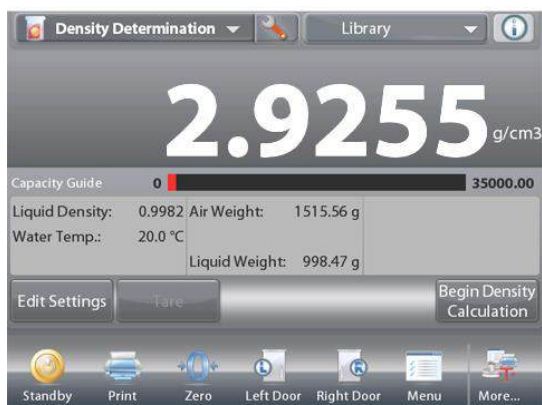 Density Determination Library
2.9255 g/cm3
Capacity Guide 0 35000.00
Liquid Density: 0.9982 Air Weight: 1515.56 g
Water Temp.: 20.0 °C
Liquid Weight: 998.47 g
Edit Settings Tare Begin Density
Calculation
Standby Print Zero Left Door Right Door Menu More...